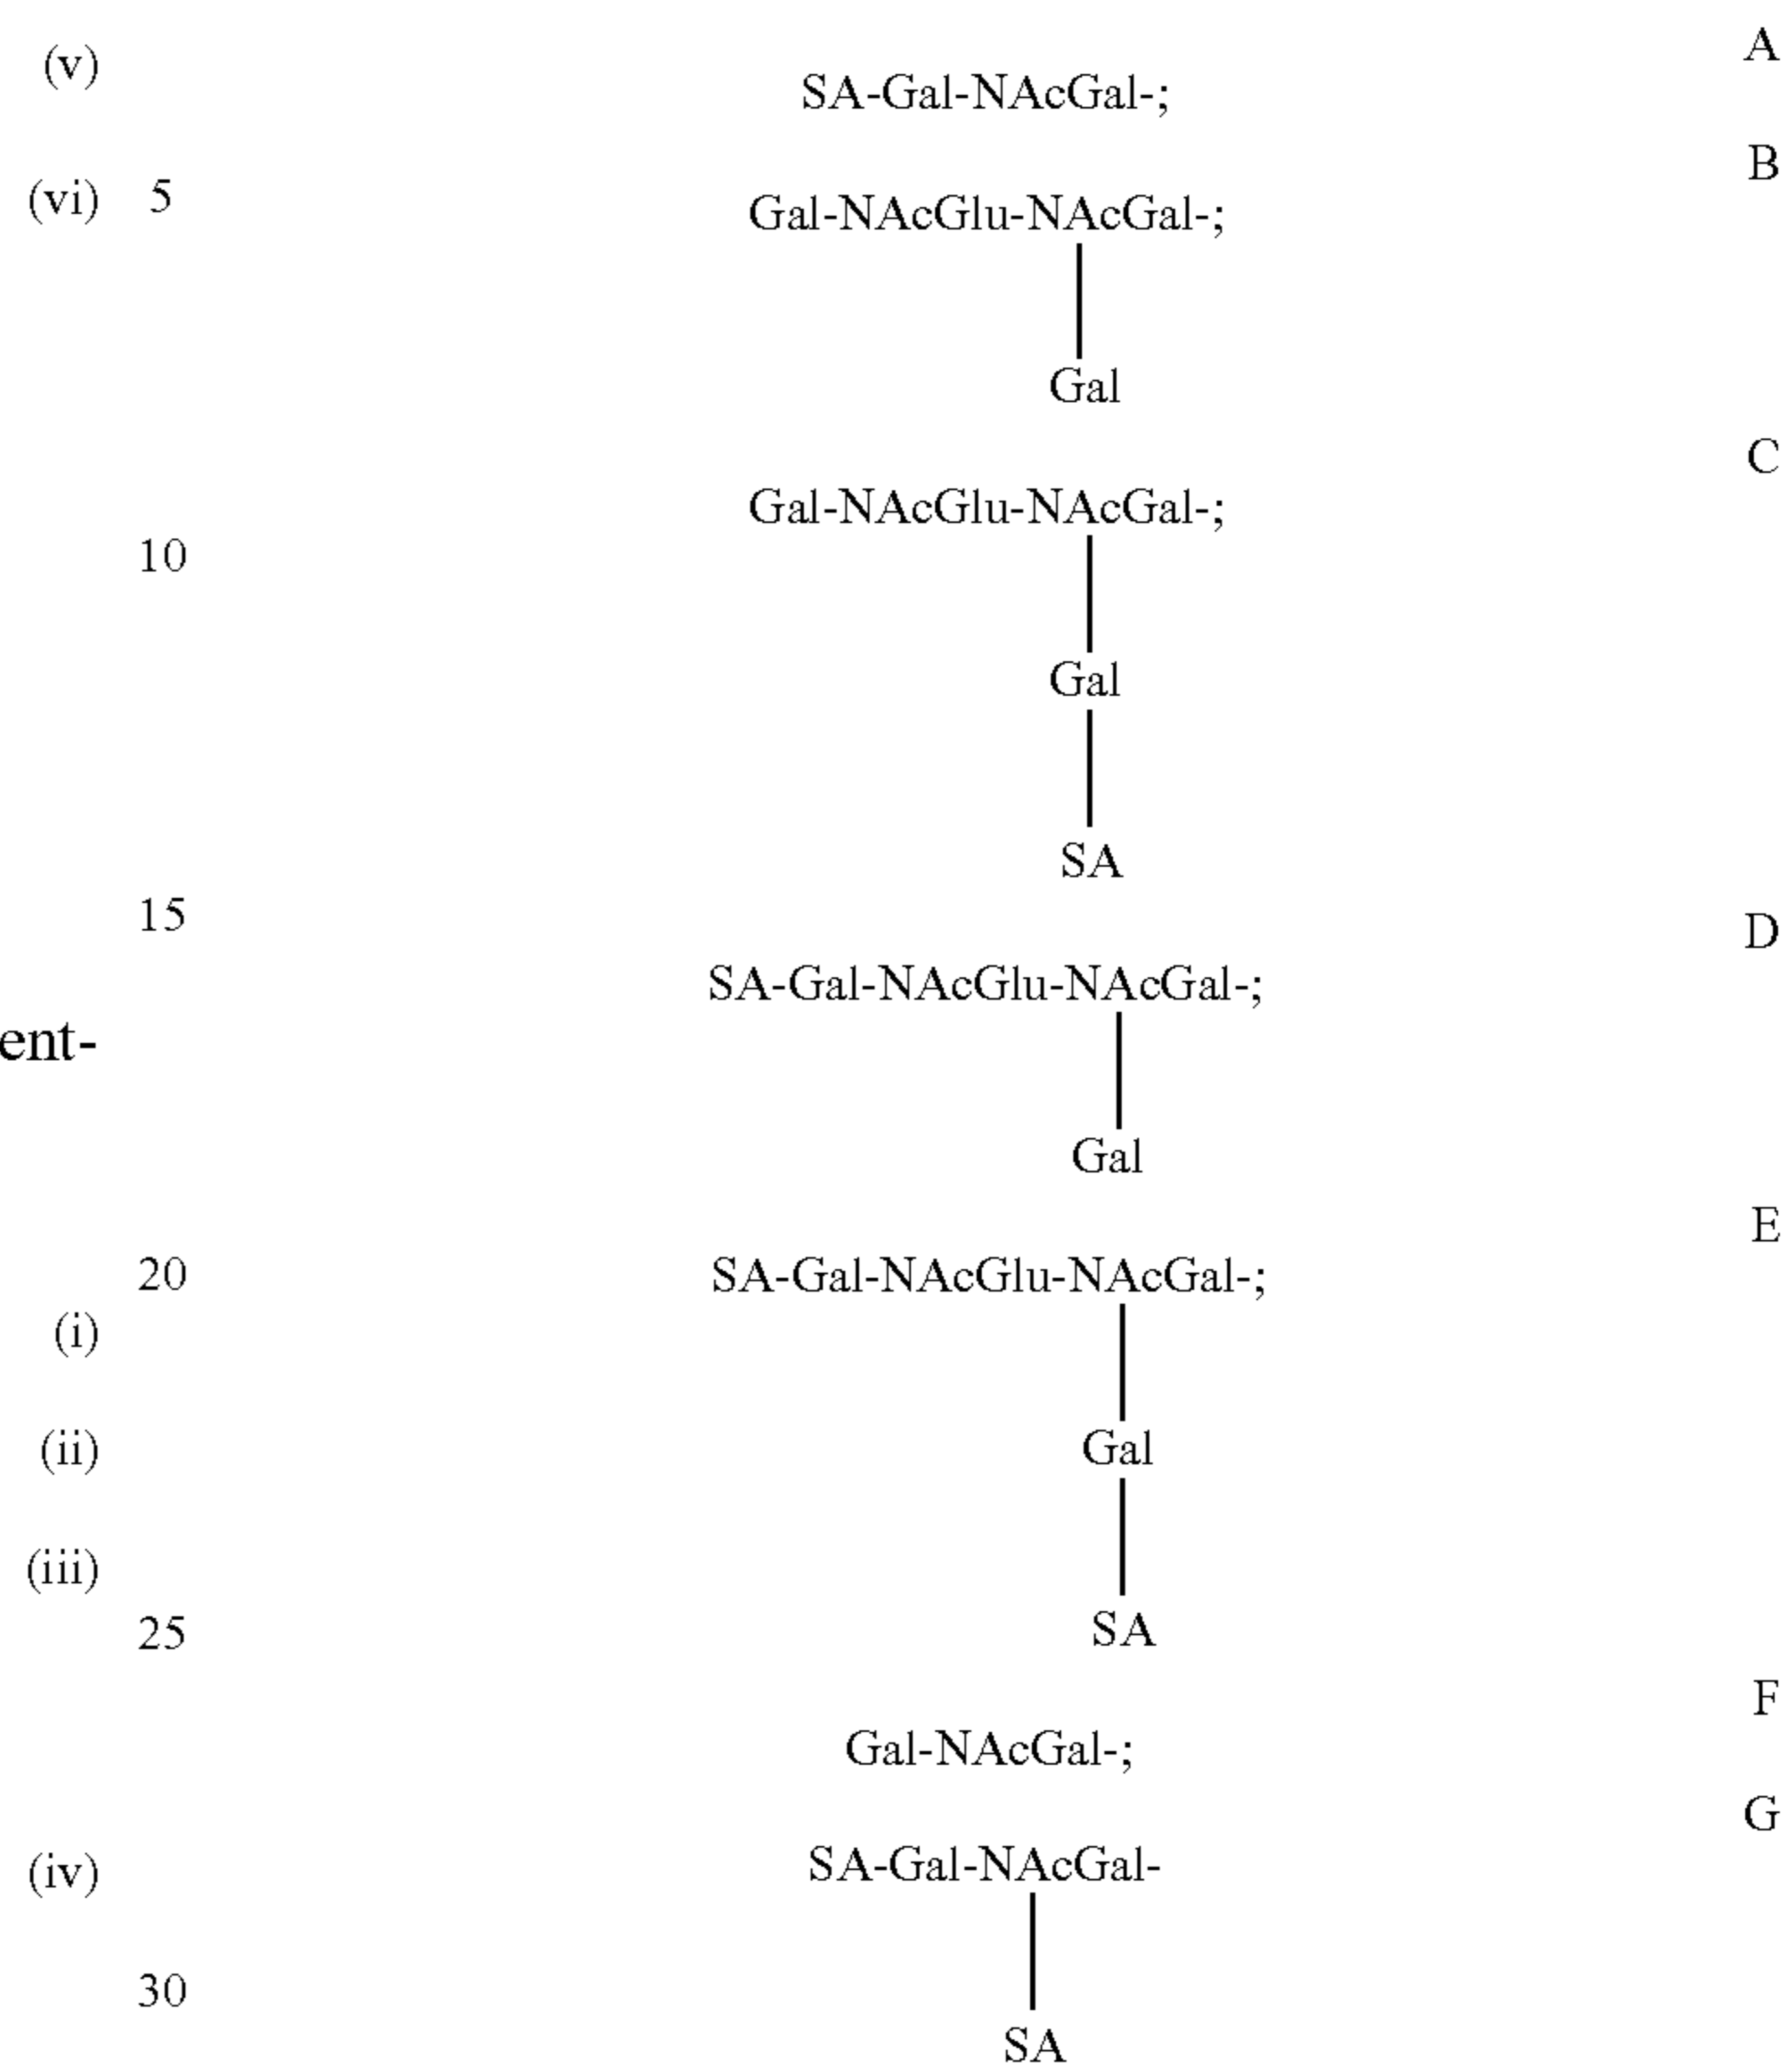 A
(v)
SA-Gal-NAcGal-;
B
(vi) 5
Gal-NAcGlu-NAcGal-;
Gal
C
Gal-NAcGlu-NAcGal-;
10
Gal
SA
15
D
SA-Gal-NAcGlu-NAcGal-;
ent-
Gal
E
20
SA-Gal-NAcGlu-NAcGal-;
(i)
(ii)
Gal
(iii)
25
SA
F
Gal-NAcGal-;
G
(iv)
SA-Gal-NAcGal-
30
SA